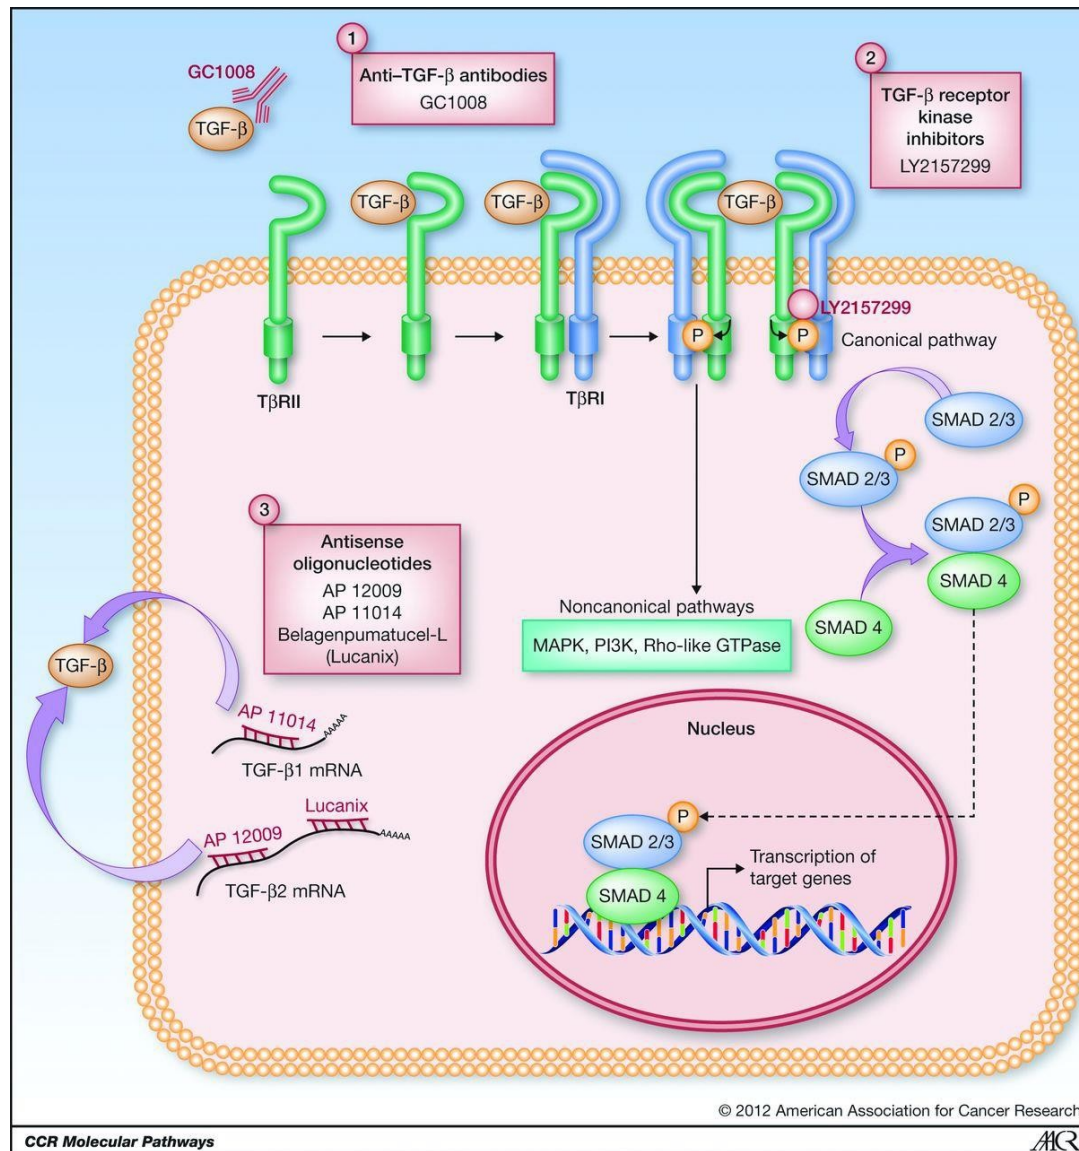 1
Anti–TGF-β antibodies
GC1008
GC1008
TGF-β
2
TGF-β receptor
kinase
inhibitors
LY2157299
TGF-β
TGF-β
TGF-β
LY2157299
P
P
Canonical pathway
TβRII
TβRI
SMAD 2/3
P
SMAD 2/3
P
SMAD 2/3
SMAD 4
SMAD 4
Noncanonical pathways
MAPK, PI3K, Rho-like GTPase
3
Antisense
oligonucleotides
AP 12009
AP 11014
Belagenpumatucel-L
(Lucanix)
TGF-β
AP 11014
AAAAA
TGF-β1 mRNA
Lucanix
AP 12009
AAAAA
TGF-β2 mRNA
Nucleus
P
SMAD 2/3
SMAD 4
Transcription of
target genes
© 2012 American Association for Cancer Research
CCR Molecular Pathways
AACR